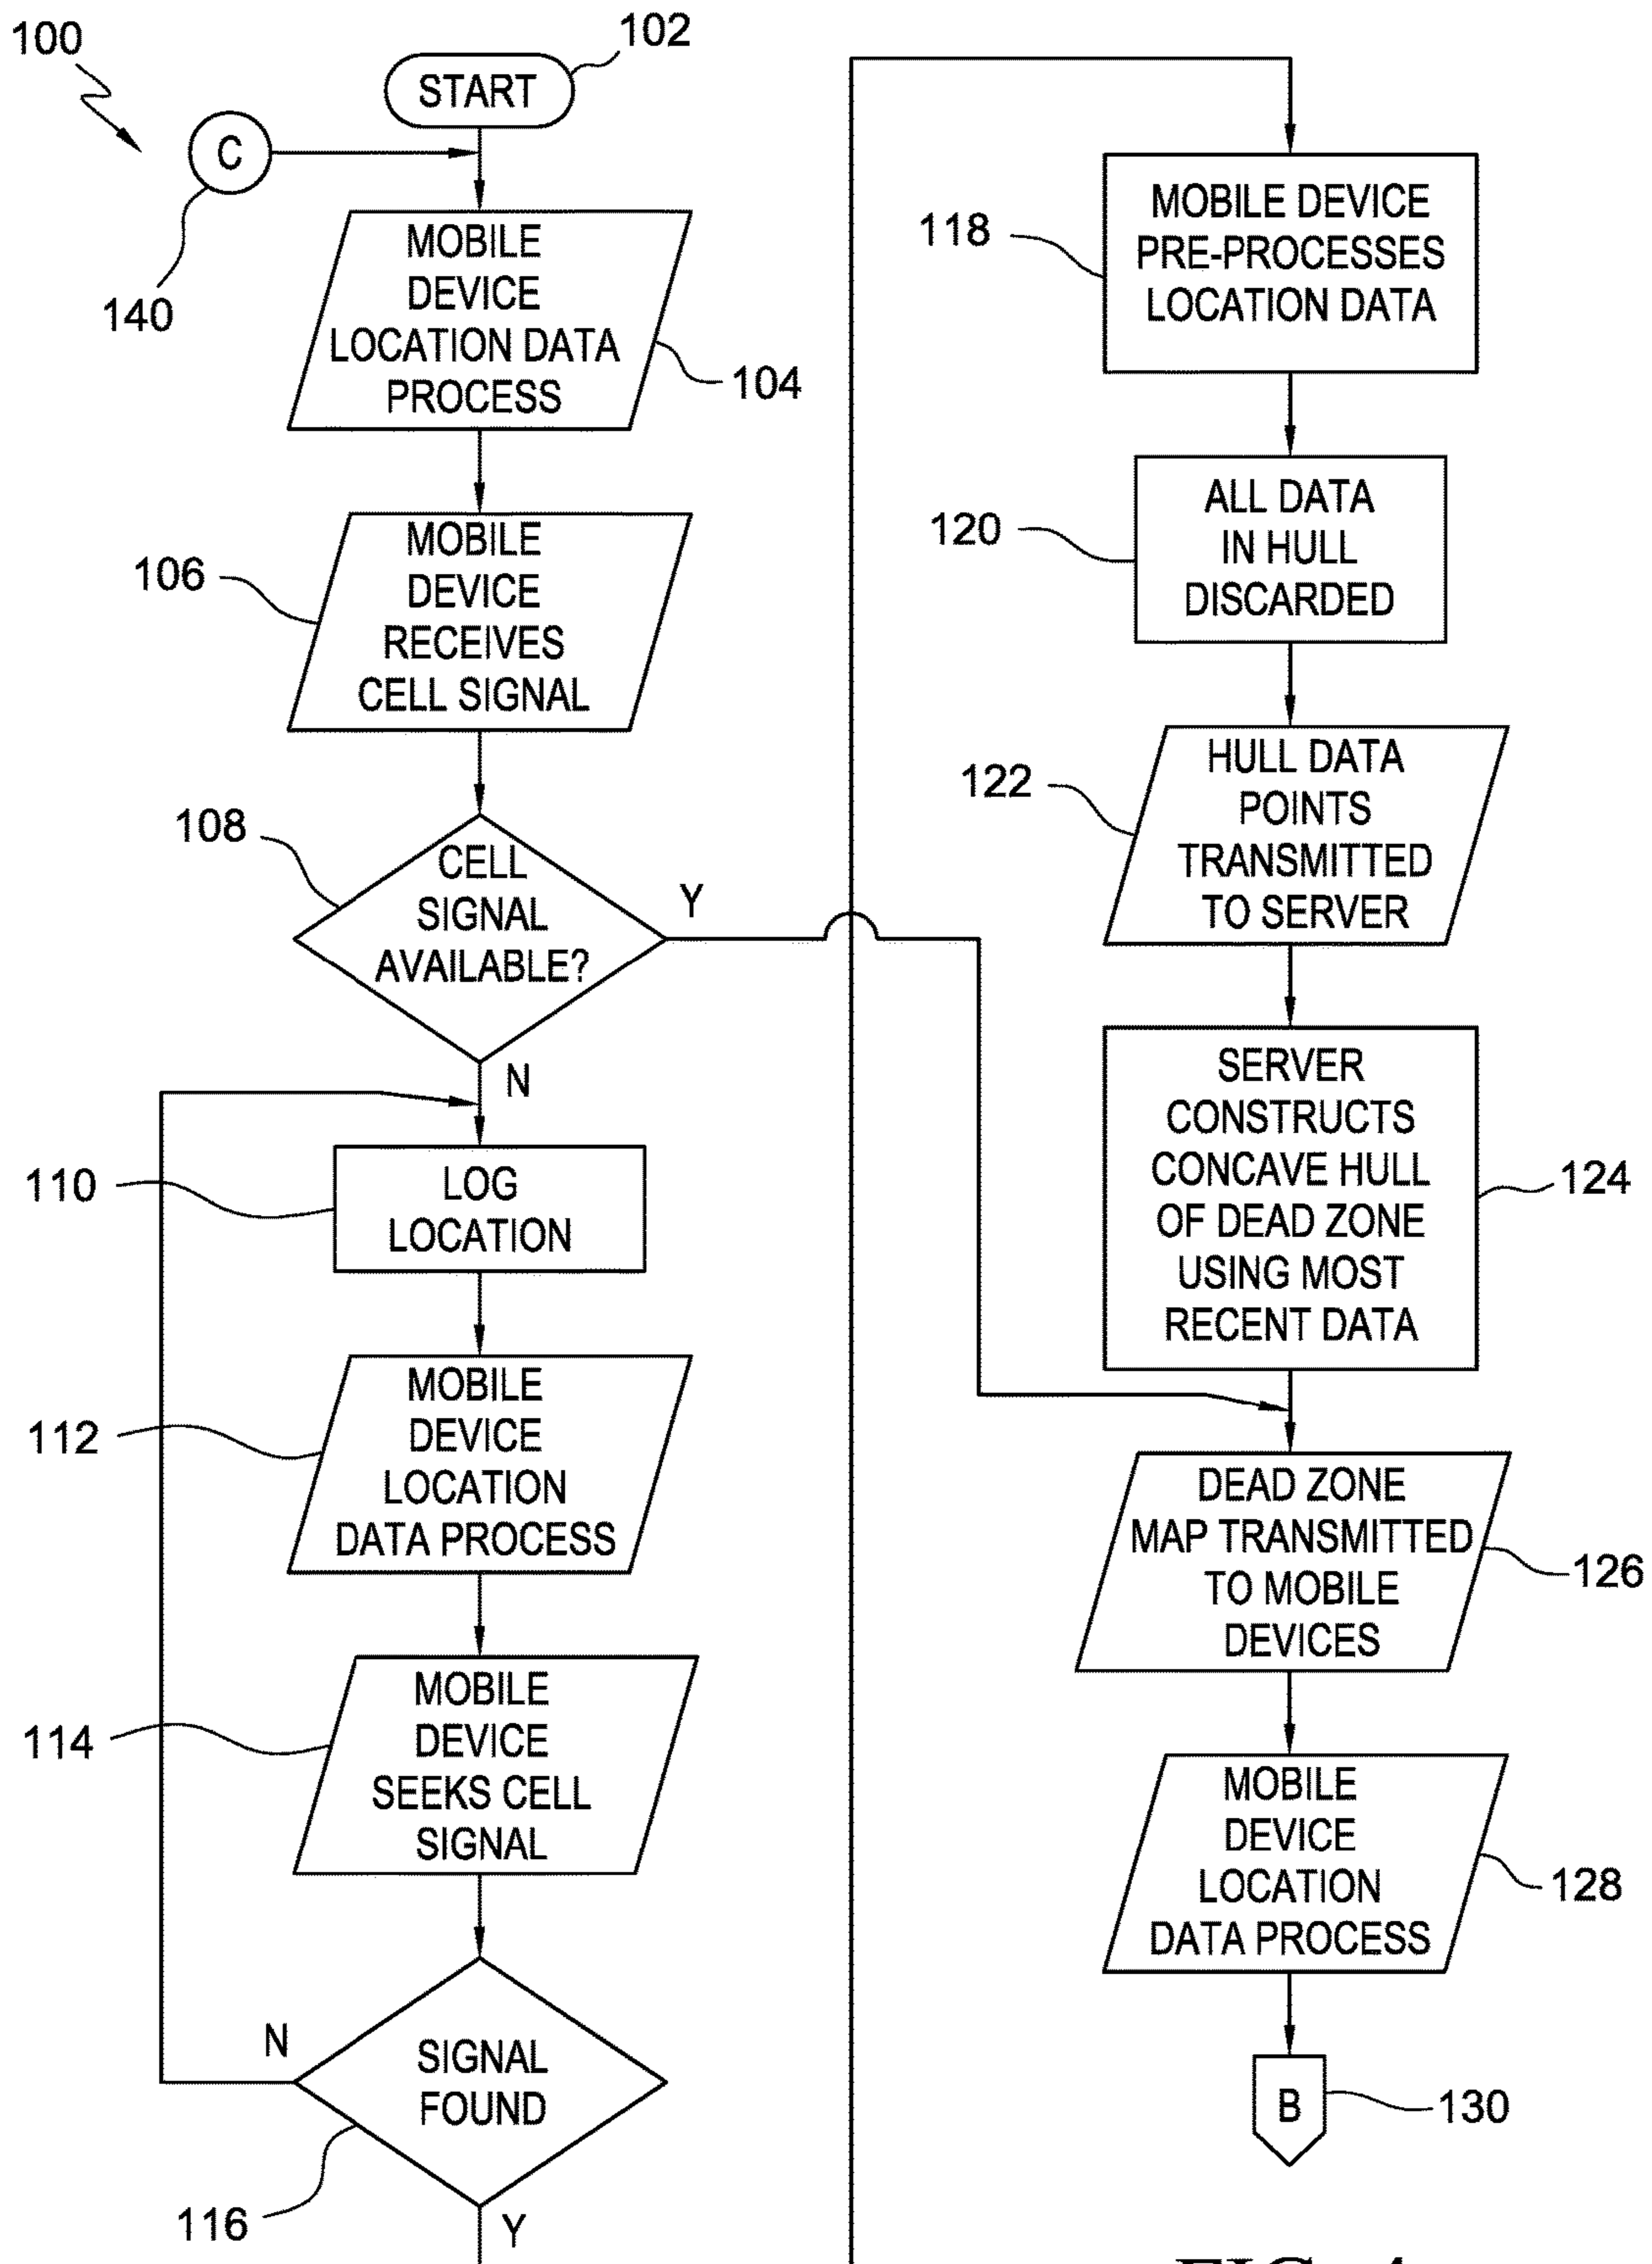 100
102
START
C
140
MOBILE
DEVICE
LOCATION DATA
PROCESS
104
MOBILE
DEVICE
RECEIVES
CELL SIGNAL
106
108
CELL
SIGNAL
AVAILABLE?
Y
N
110
LOG
LOCATION
112
MOBILE
DEVICE
LOCATION
DATA PROCESS
114
MOBILE
DEVICE
SEEKS CELL
SIGNAL
N
SIGNAL
FOUND
116
Y
118
MOBILE DEVICE
PRE-PROCESSES
LOCATION DATA
120
ALL DATA
IN HULL
DISCARDED
122
HULL DATA
POINTS
TRANSMITTED
TO SERVER
SERVER
CONSTRUCTS
CONCAVE HULL
OF DEAD ZONE
USING MOST
RECENT DATA
124
DEAD ZONE
MAP TRANSMITTED
TO MOBILE
DEVICES
126
MOBILE
DEVICE
LOCATION
DATA PROCESS
128
B
130